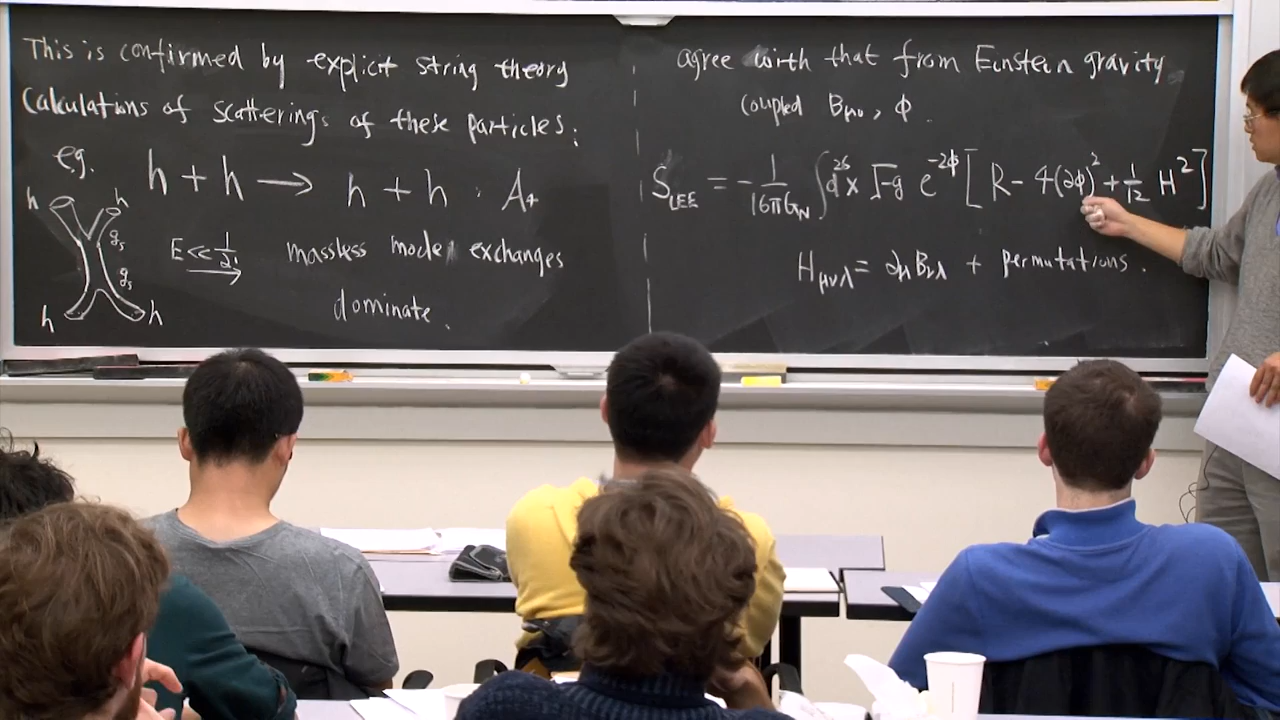 This is confirmed by explicit string theory
Calculations of scatterings of these particles:
e.g. h + h → h + h : A₄
h h
gₛ
gₛ
h h
E << 1/α' → massless mode exchanges
dominate.
agree with that from Einstein gravity
coupled Bμν, Φ.
S_LEE = -1/16πG_N ∫d²⁶x √-g e^-2Φ [ R - 4(∂Φ)² + 1/12 H² ]
Hμνλ = ∂μBνλ + permutations.